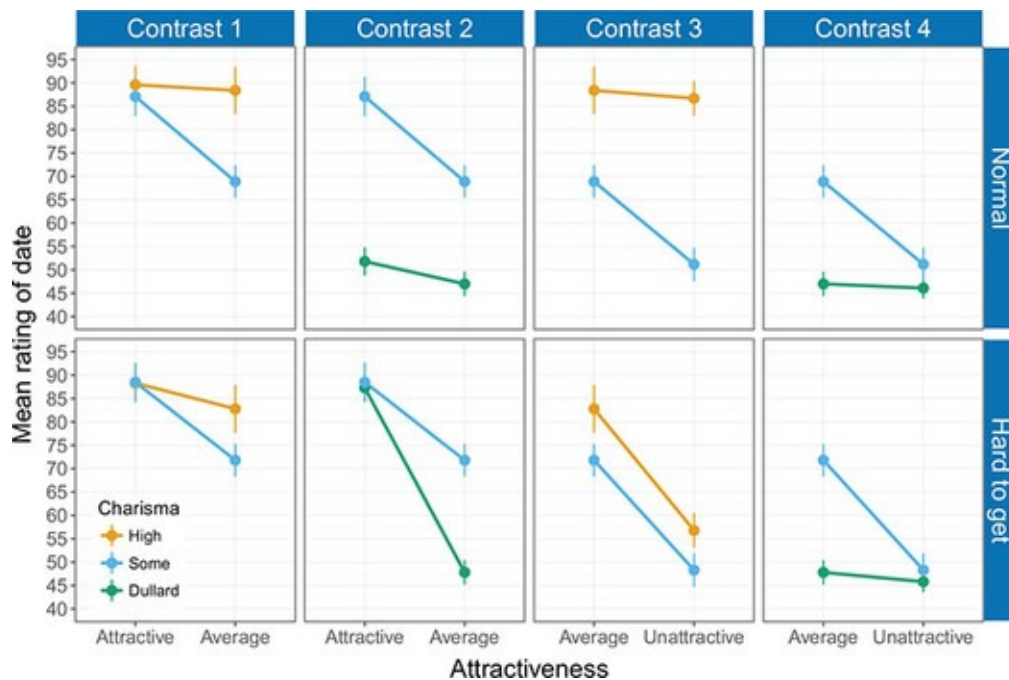 Contrast 1 Contrast 2 Contrast 3 Contrast 4
Mean rating of date
95
90
85
80
75
70
65
60
55
50
45
40
Normal
95
90
85
80
75
70
65
60
55
50
45
40
Charisma
High
Some
Dullard
Hard to get
Attractive Average Attractive Average Average Unattractive Average Unattractive
Attractiveness